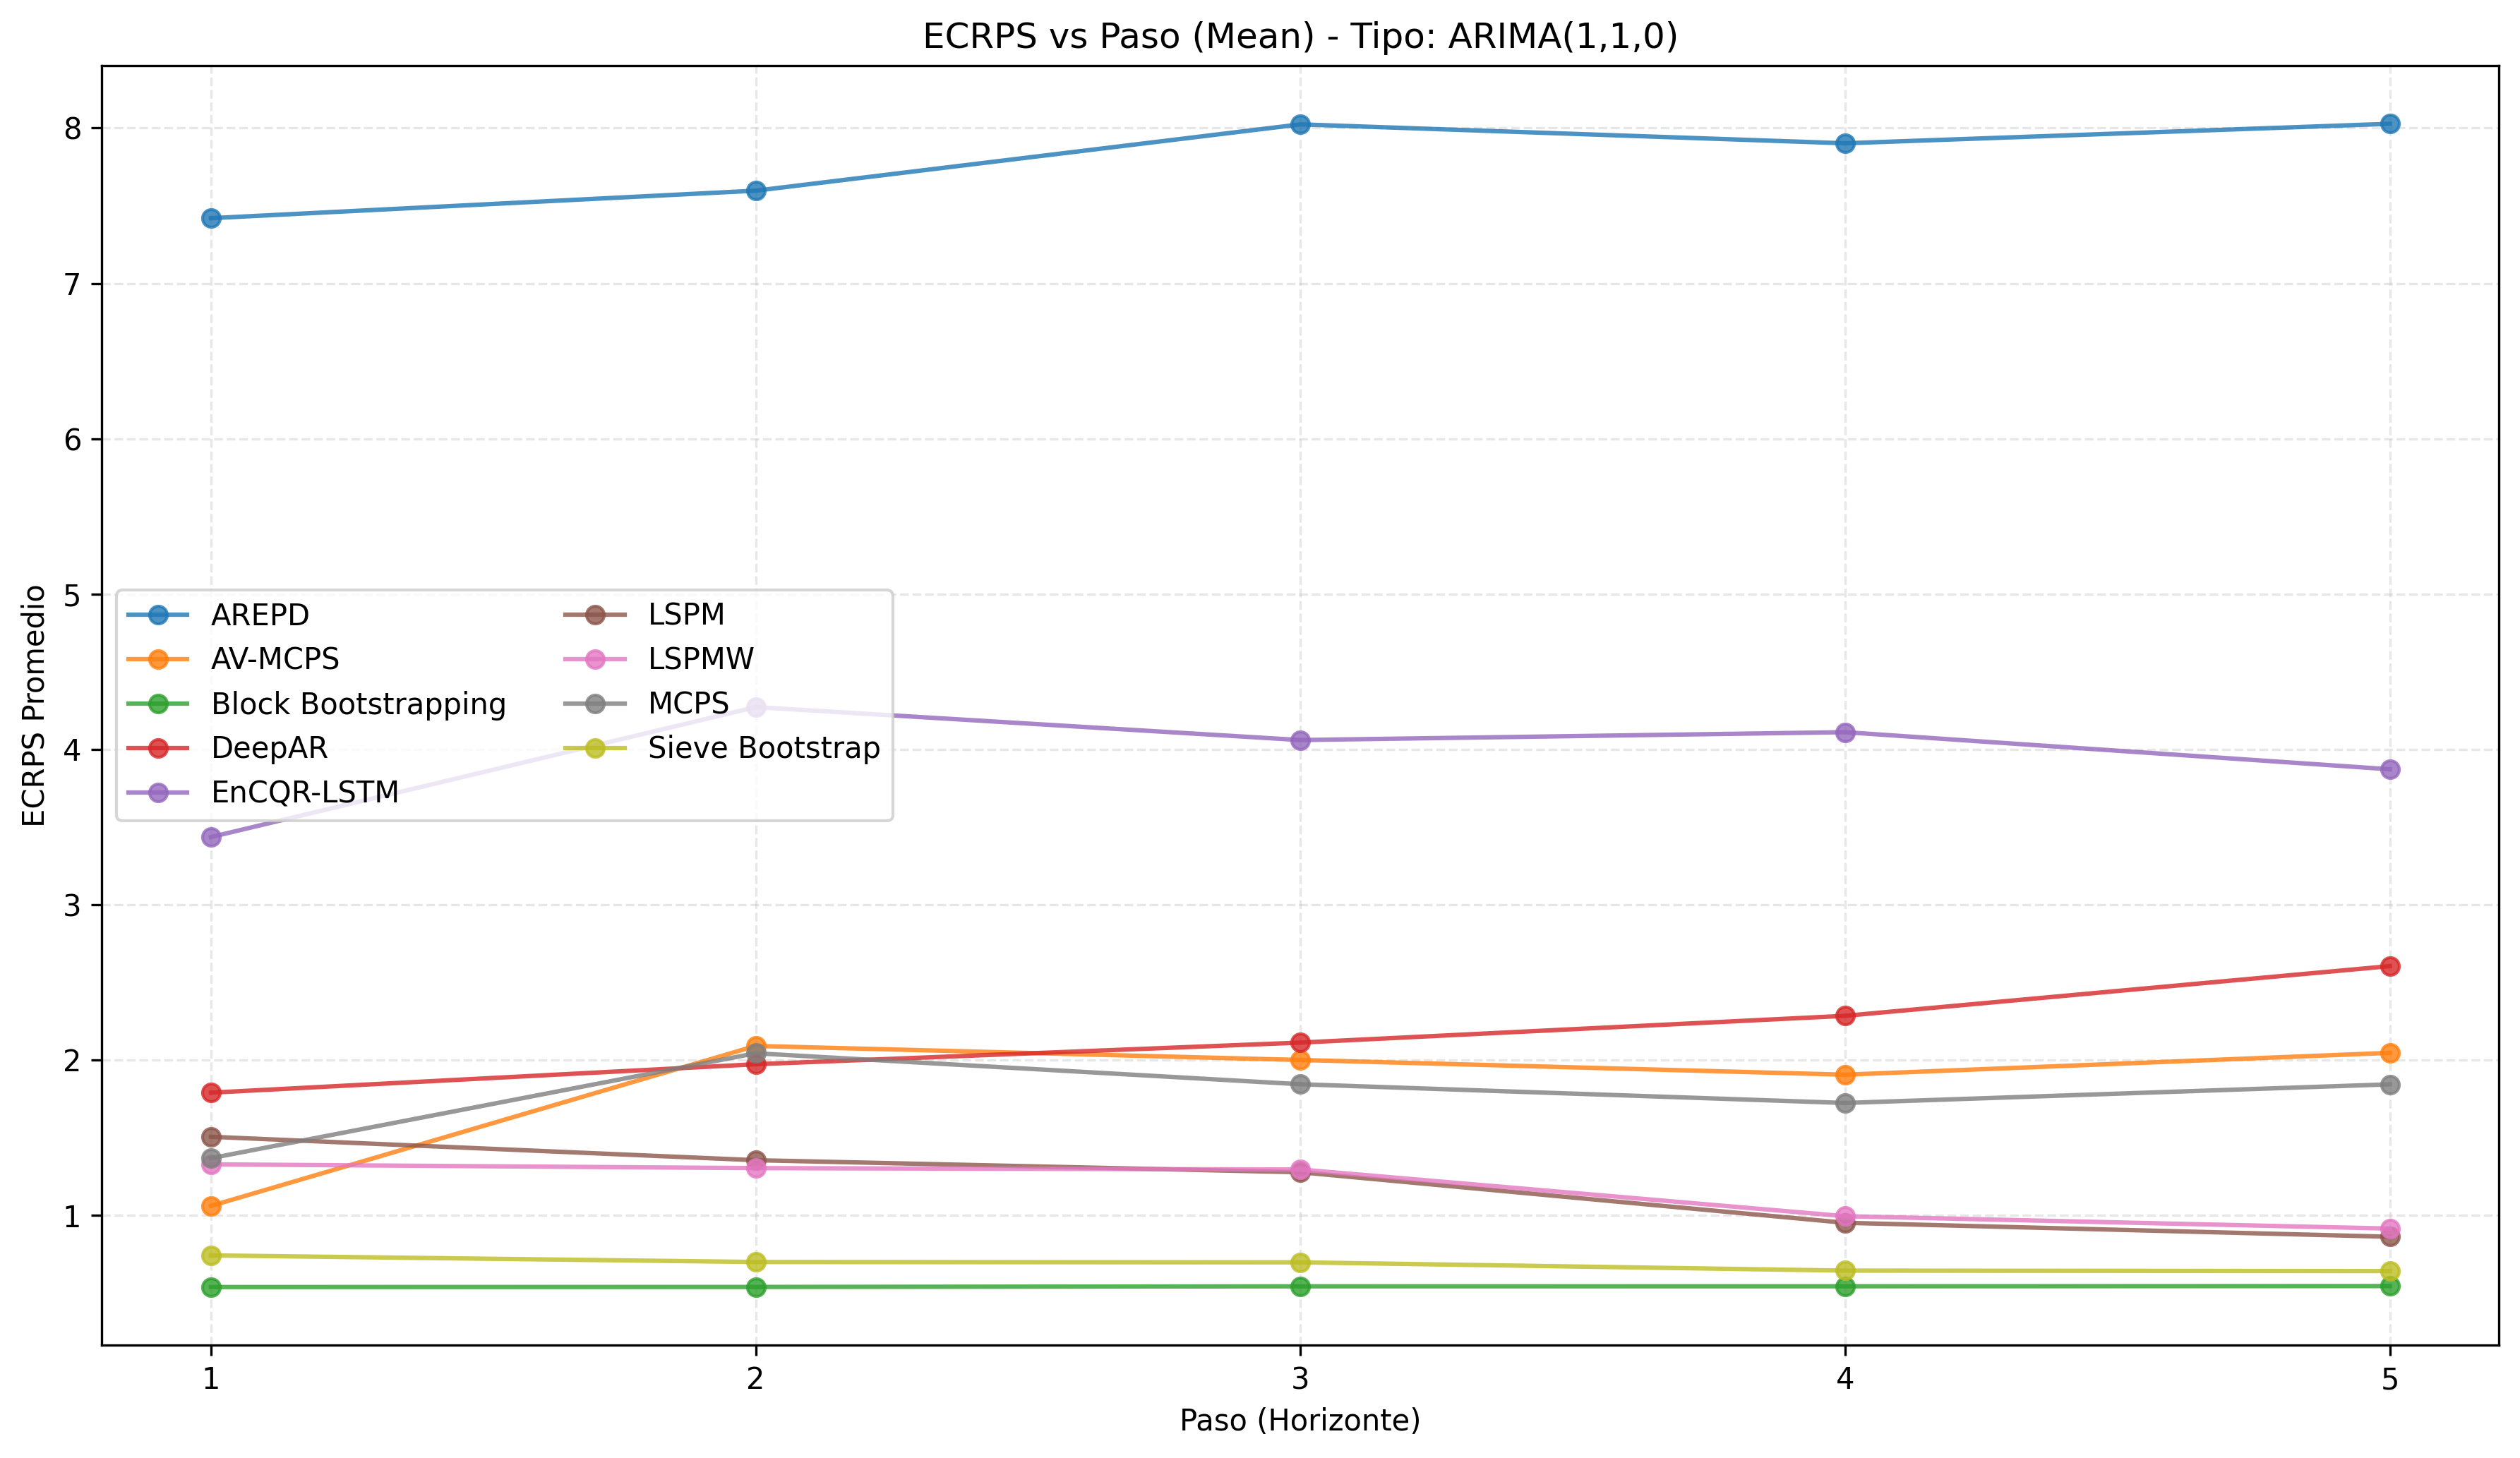 ECRPS vs Paso (Mean) - Tipo: ARIMA(1,1,0)
ECRPS Promedio
8
7
6
5
4
3
2
1
AREPD
AV-MCPS
Block Bootstrapping
DeepAR
EnCQR-LSTM
LSPM
LSPMW
MCPS
Sieve Bootstrap
1 2 3 4 5
Paso (Horizonte)